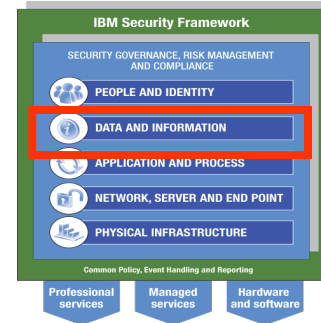 IBM Security Framework
SECURITY GOVERNANCE, RISK MANAGEMENT
AND COMPLIANCE
PEOPLE AND IDENTITY
DATA AND INFORMATION
APPLICATION AND PROCESS
NETWORK, SERVER AND END POINT
PHYSICAL INFRASTRUCTURE
Common Policy, Event Handling and Reporting
Professional services
Managed services
Hardware and software